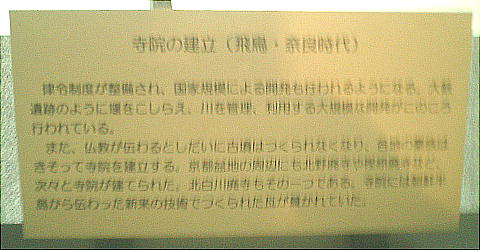 寺院の建立（飛鳥・奈良時代）
律令制度が整備され、国家規模による開発も行われるようになる。大藪
遺跡のように堰をこしらえ、川を管理、利用する大規模な開発がこのころ
行われている。
また、仏教が伝わるとしだいに古墳はつくられなくなり、各地の豪族は
きそって寺院を建立する。京都盆地の周辺にも北野廃寺や樫原廃寺など、
次々と寺院が建てられた。北白川廃寺もその一つである。寺院には朝鮮半
島から伝わった新来の技術でつくられた瓦が葺かれていた。